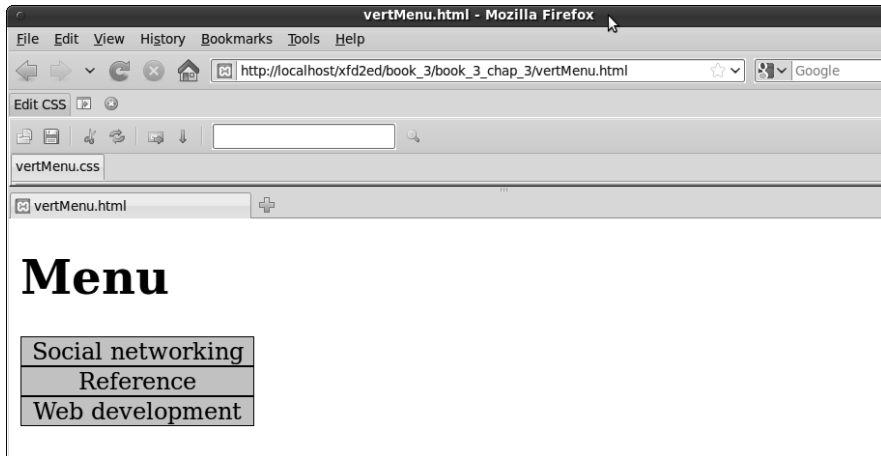 vertMenu.html - Mozilla Firefox
File Edit View History Bookmarks Tools Help
http://localhost/xfd2ed/book_3/book_3_chap_3/vertMenu.html Google
Edit CSS
vertMenu.css
vertMenu.html
Menu
Social networking
Reference
Web development